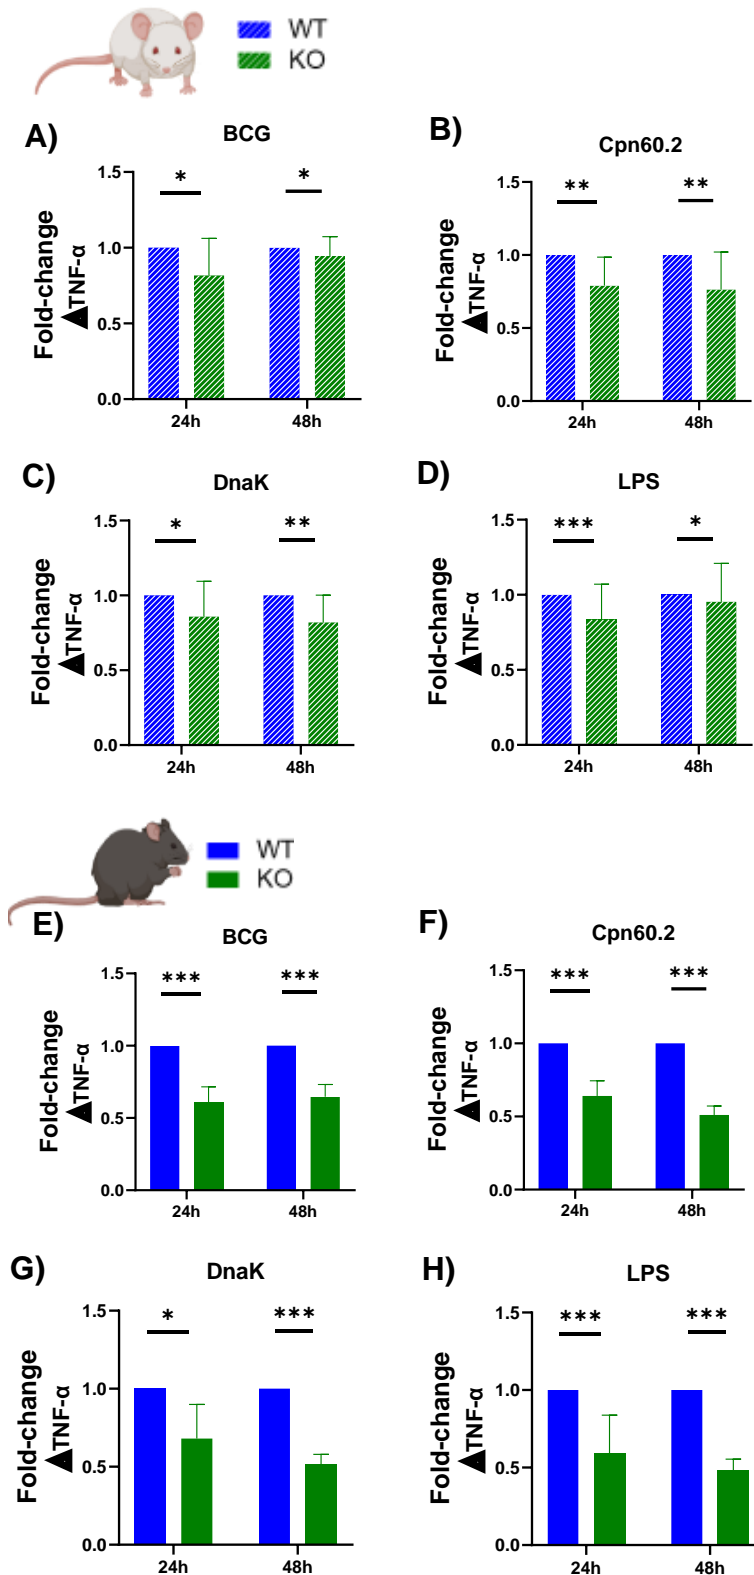 WT
KO
A)
BCG
Fold-change
TNF-α
1.5
1.0
0.5
0.0
*
*
24h
48h
B)
Cpn60.2
Fold-change
TNF-α
1.5
1.0
0.5
0.0
**
**
24h
48h
C)
DnaK
Fold-change
TNF-α
1.5
1.0
0.5
0.0
*
**
24h
48h
D)
LPS
Fold-change
TNF-α
1.5
1.0
0.5
0.0
***
*
24h
48h
WT
KO
E)
BCG
Fold-change
TNF-α
1.5
1.0
0.5
0.0
***
***
24h
48h
F)
Cpn60.2
Fold-change
TNF-α
1.5
1.0
0.5
0.0
***
***
24h
48h
G)
DnaK
Fold-change
TNF-α
1.5
1.0
0.5
0.0
*
***
24h
48h
H)
LPS
Fold-change
TNF-α
1.5
1.0
0.5
0.0
***
***
24h
48h